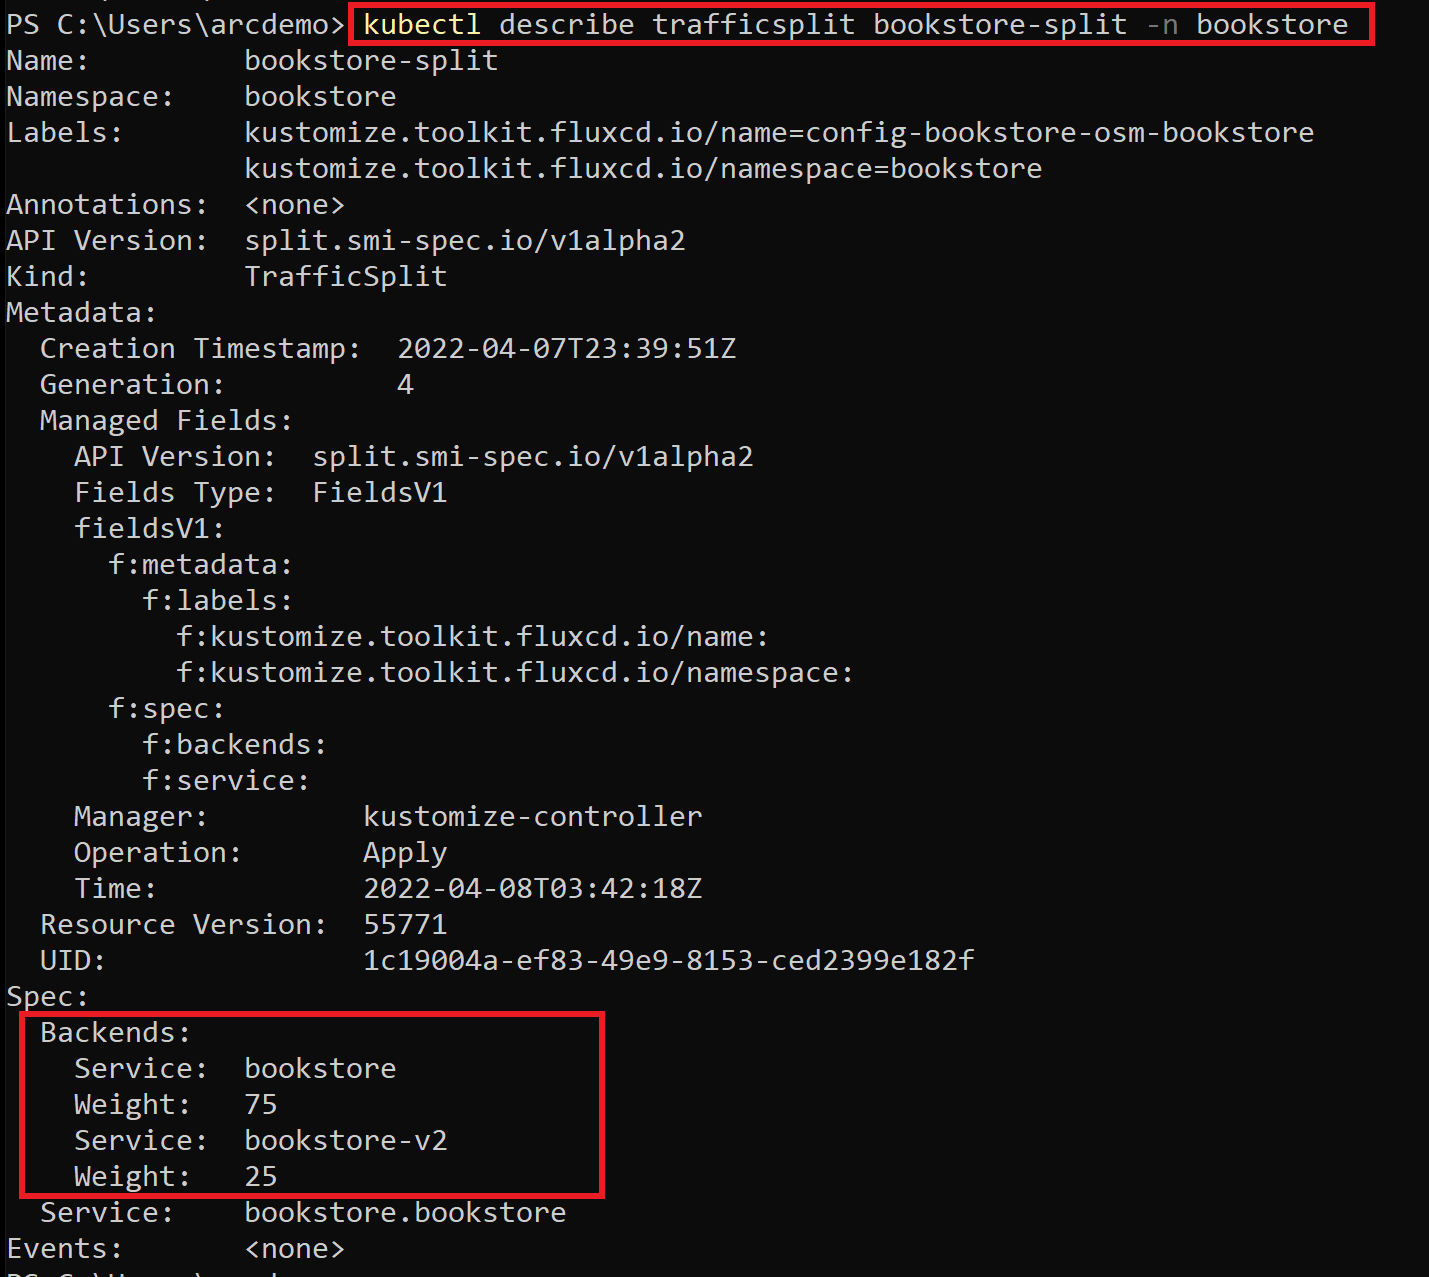 PS C:\Users\arcdemo> kubectl describe trafficsplit bookstore-split -n bookstore
Name:         bookstore-split
Namespace:    bookstore
Labels:       kustomize.toolkit.fluxcd.io/name=config-bookstore-osm-bookstore
              kustomize.toolkit.fluxcd.io/namespace=bookstore
Annotations:  <none>
API Version:  split.smi-spec.io/v1alpha2
Kind:         TrafficSplit
Metadata:
  Creation Timestamp:  2022-04-07T23:39:51Z
  Generation:          4
  Managed Fields:
    API Version:  split.smi-spec.io/v1alpha2
    Fields Type:  FieldsV1
    fieldsV1:
      f:metadata:
        f:labels:
          f:kustomize.toolkit.fluxcd.io/name:
          f:kustomize.toolkit.fluxcd.io/namespace:
      f:spec:
        f:backends:
        f:service:
    Manager:         kustomize-controller
    Operation:       Apply
    Time:            2022-04-08T03:42:18Z
  Resource Version:  55771
  UID:               1c19004a-ef83-49e9-8153-ced2399e182f
Spec:
  Backends:
    Service:  bookstore
    Weight:   75
    Service:  bookstore-v2
    Weight:   25
  Service:    bookstore.bookstore
Events:       <none>